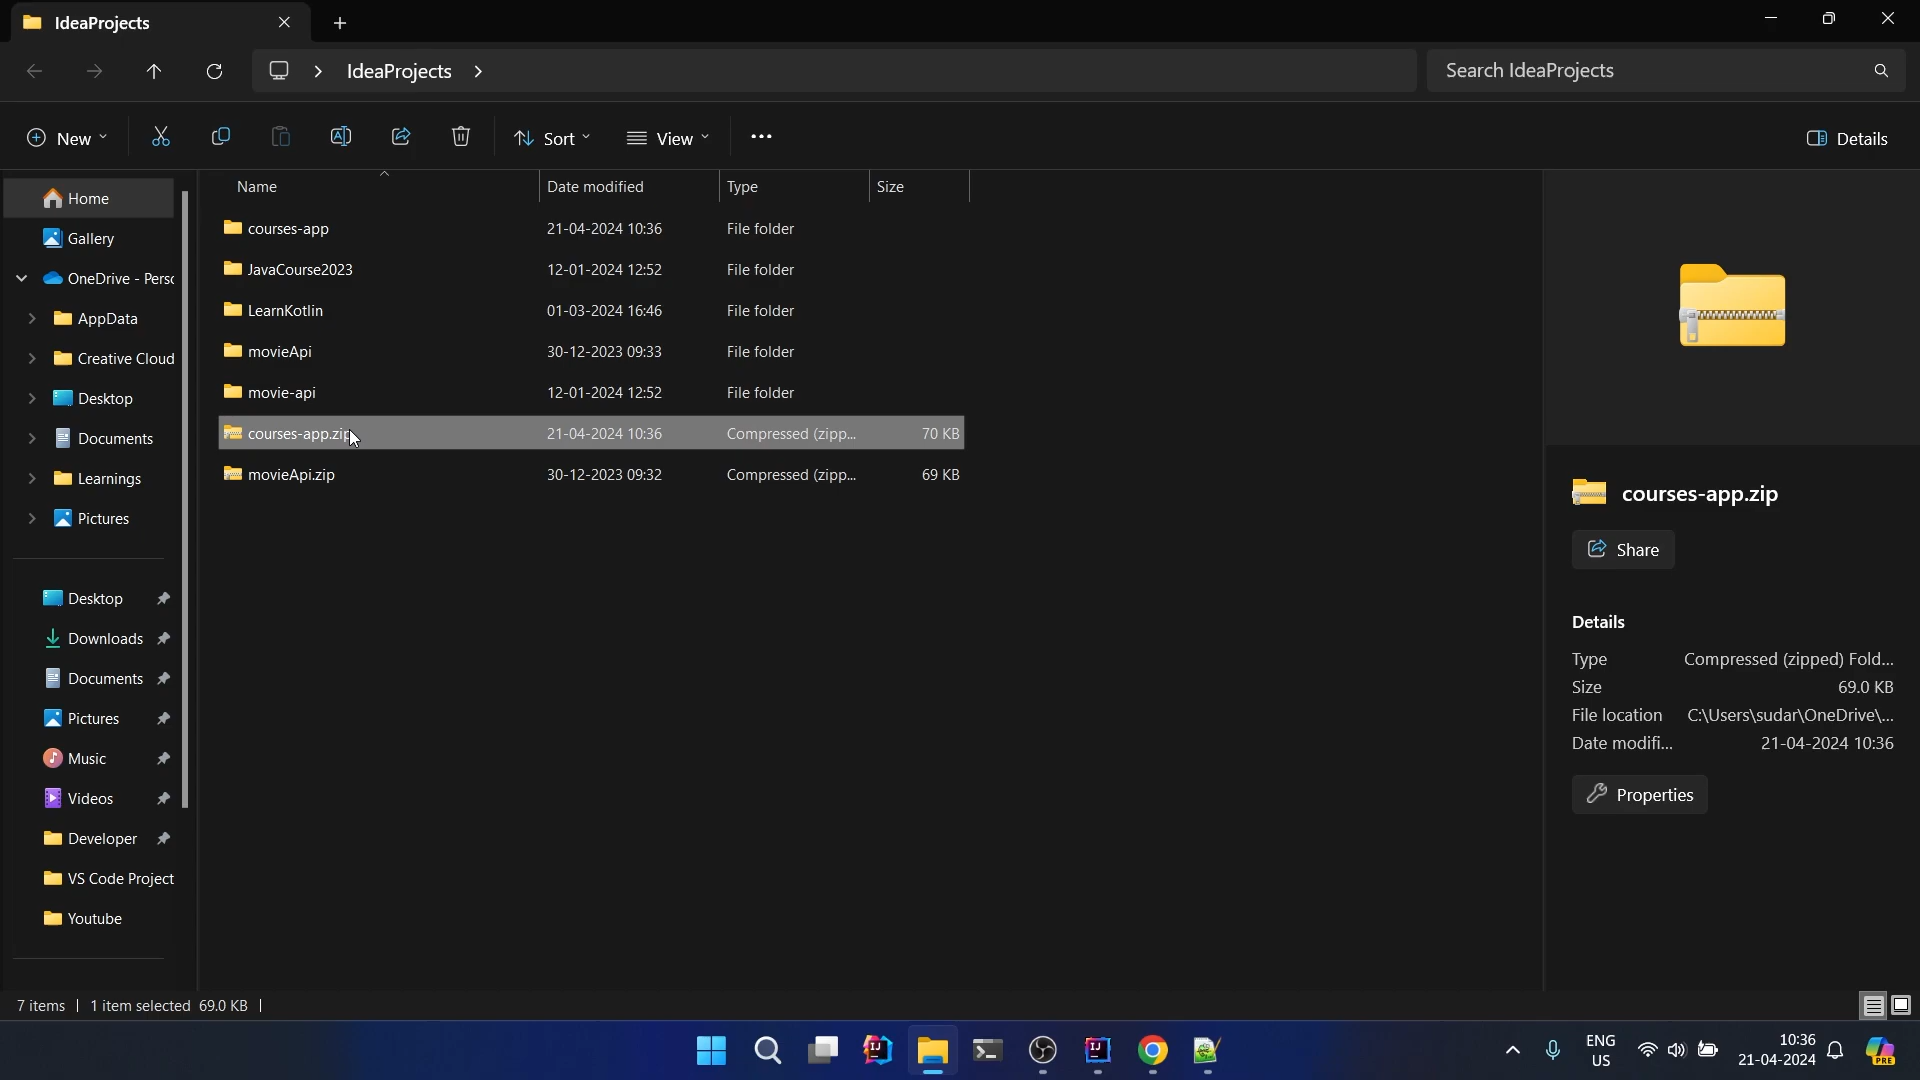 IdeaProjects
IdeaProjects
Search IdeaProjects
New
Sort
View
Details
Name
Date modified
Type
Size
Home
Gallery
OneDrive - Perso
AppData
Creative Cloud
Desktop
Documents
Learnings
Pictures
Desktop
Downloads
Documents
Pictures
Music
Videos
Developer
VS Code Project
Youtube
courses-app 21-04-2024 10:36 File folder
JavaCourse2023 12-01-2024 12:52 File folder
LearnKotlin 01-03-2024 16:46 File folder
movieApi 30-12-2023 09:33 File folder
movie-api 12-01-2024 12:52 File folder
courses-app.zip 21-04-2024 10:36 Compressed (zipp... 70 KB
movieApi.zip 30-12-2023 09:32 Compressed (zipp... 69 KB
courses-app.zip
Share
Details
Type Compressed (zipped) Fold...
Size 69.0 KB
File location C:\Users\sudar\OneDrive\...
Date modifi... 21-04-2024 10:36
Properties
7 items 1 item selected 69.0 KB
IJ
IJ
ENG
US
10:36
21-04-2024
PRE